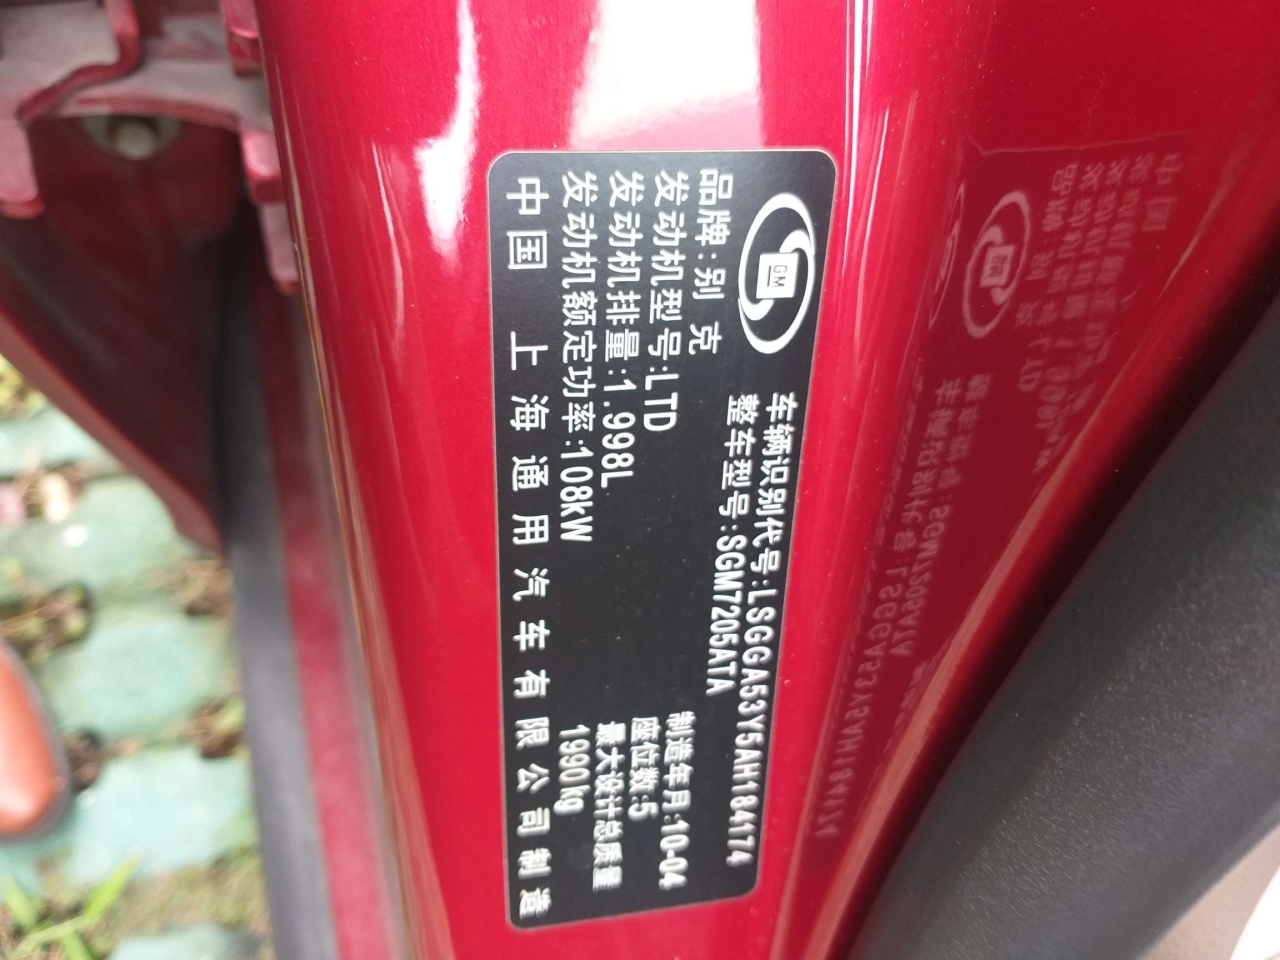 GM
车辆识别代号:LSGGA53Y5AH184174
整车型号:SGM7205ATA
品牌:别克
发动机型号:LTD
发动机排量:1.998L
发动机额定功率:108kW
制造年月:10-04
座位数:5
最大设计总质量
1990kg
中国 上海通用汽车有限公司制造